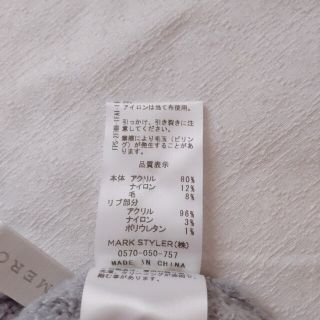 アイロンは当て布使用。
引っかけ、引き裂きに注
意してください。
摩擦により毛玉（ピリン
グ）が発生することがあ
ります。
品質表示
本体 アクリル 80%
ナイロン 12%
毛 8%
リブ部分
アクリル 96%
ナイロン 3%
ポリウレタン 1%
MARK STYLER(株)
0570-050-757
MADE IN CHINA
MERC